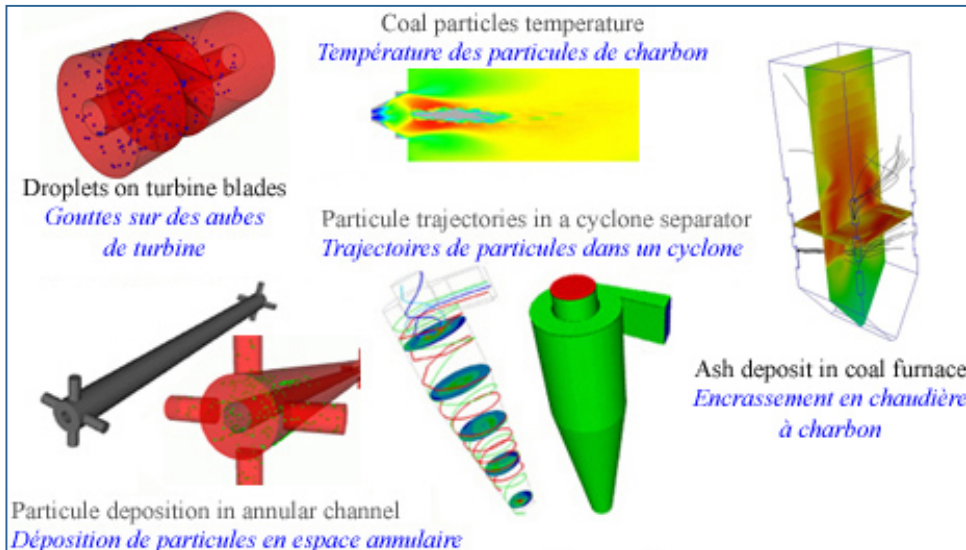 Coal particles temperature
Température des particules de charbon
Droplets on turbine blades
Gouttes sur des aubes
de turbine
Particule trajectories in a cyclone separator
Trajectoires de particules dans un cyclone
Ash deposit in coal furnace
Encrassement en chaudière
à charbon
Particule deposition in annular channel
Déposition de particules en espace annulaire